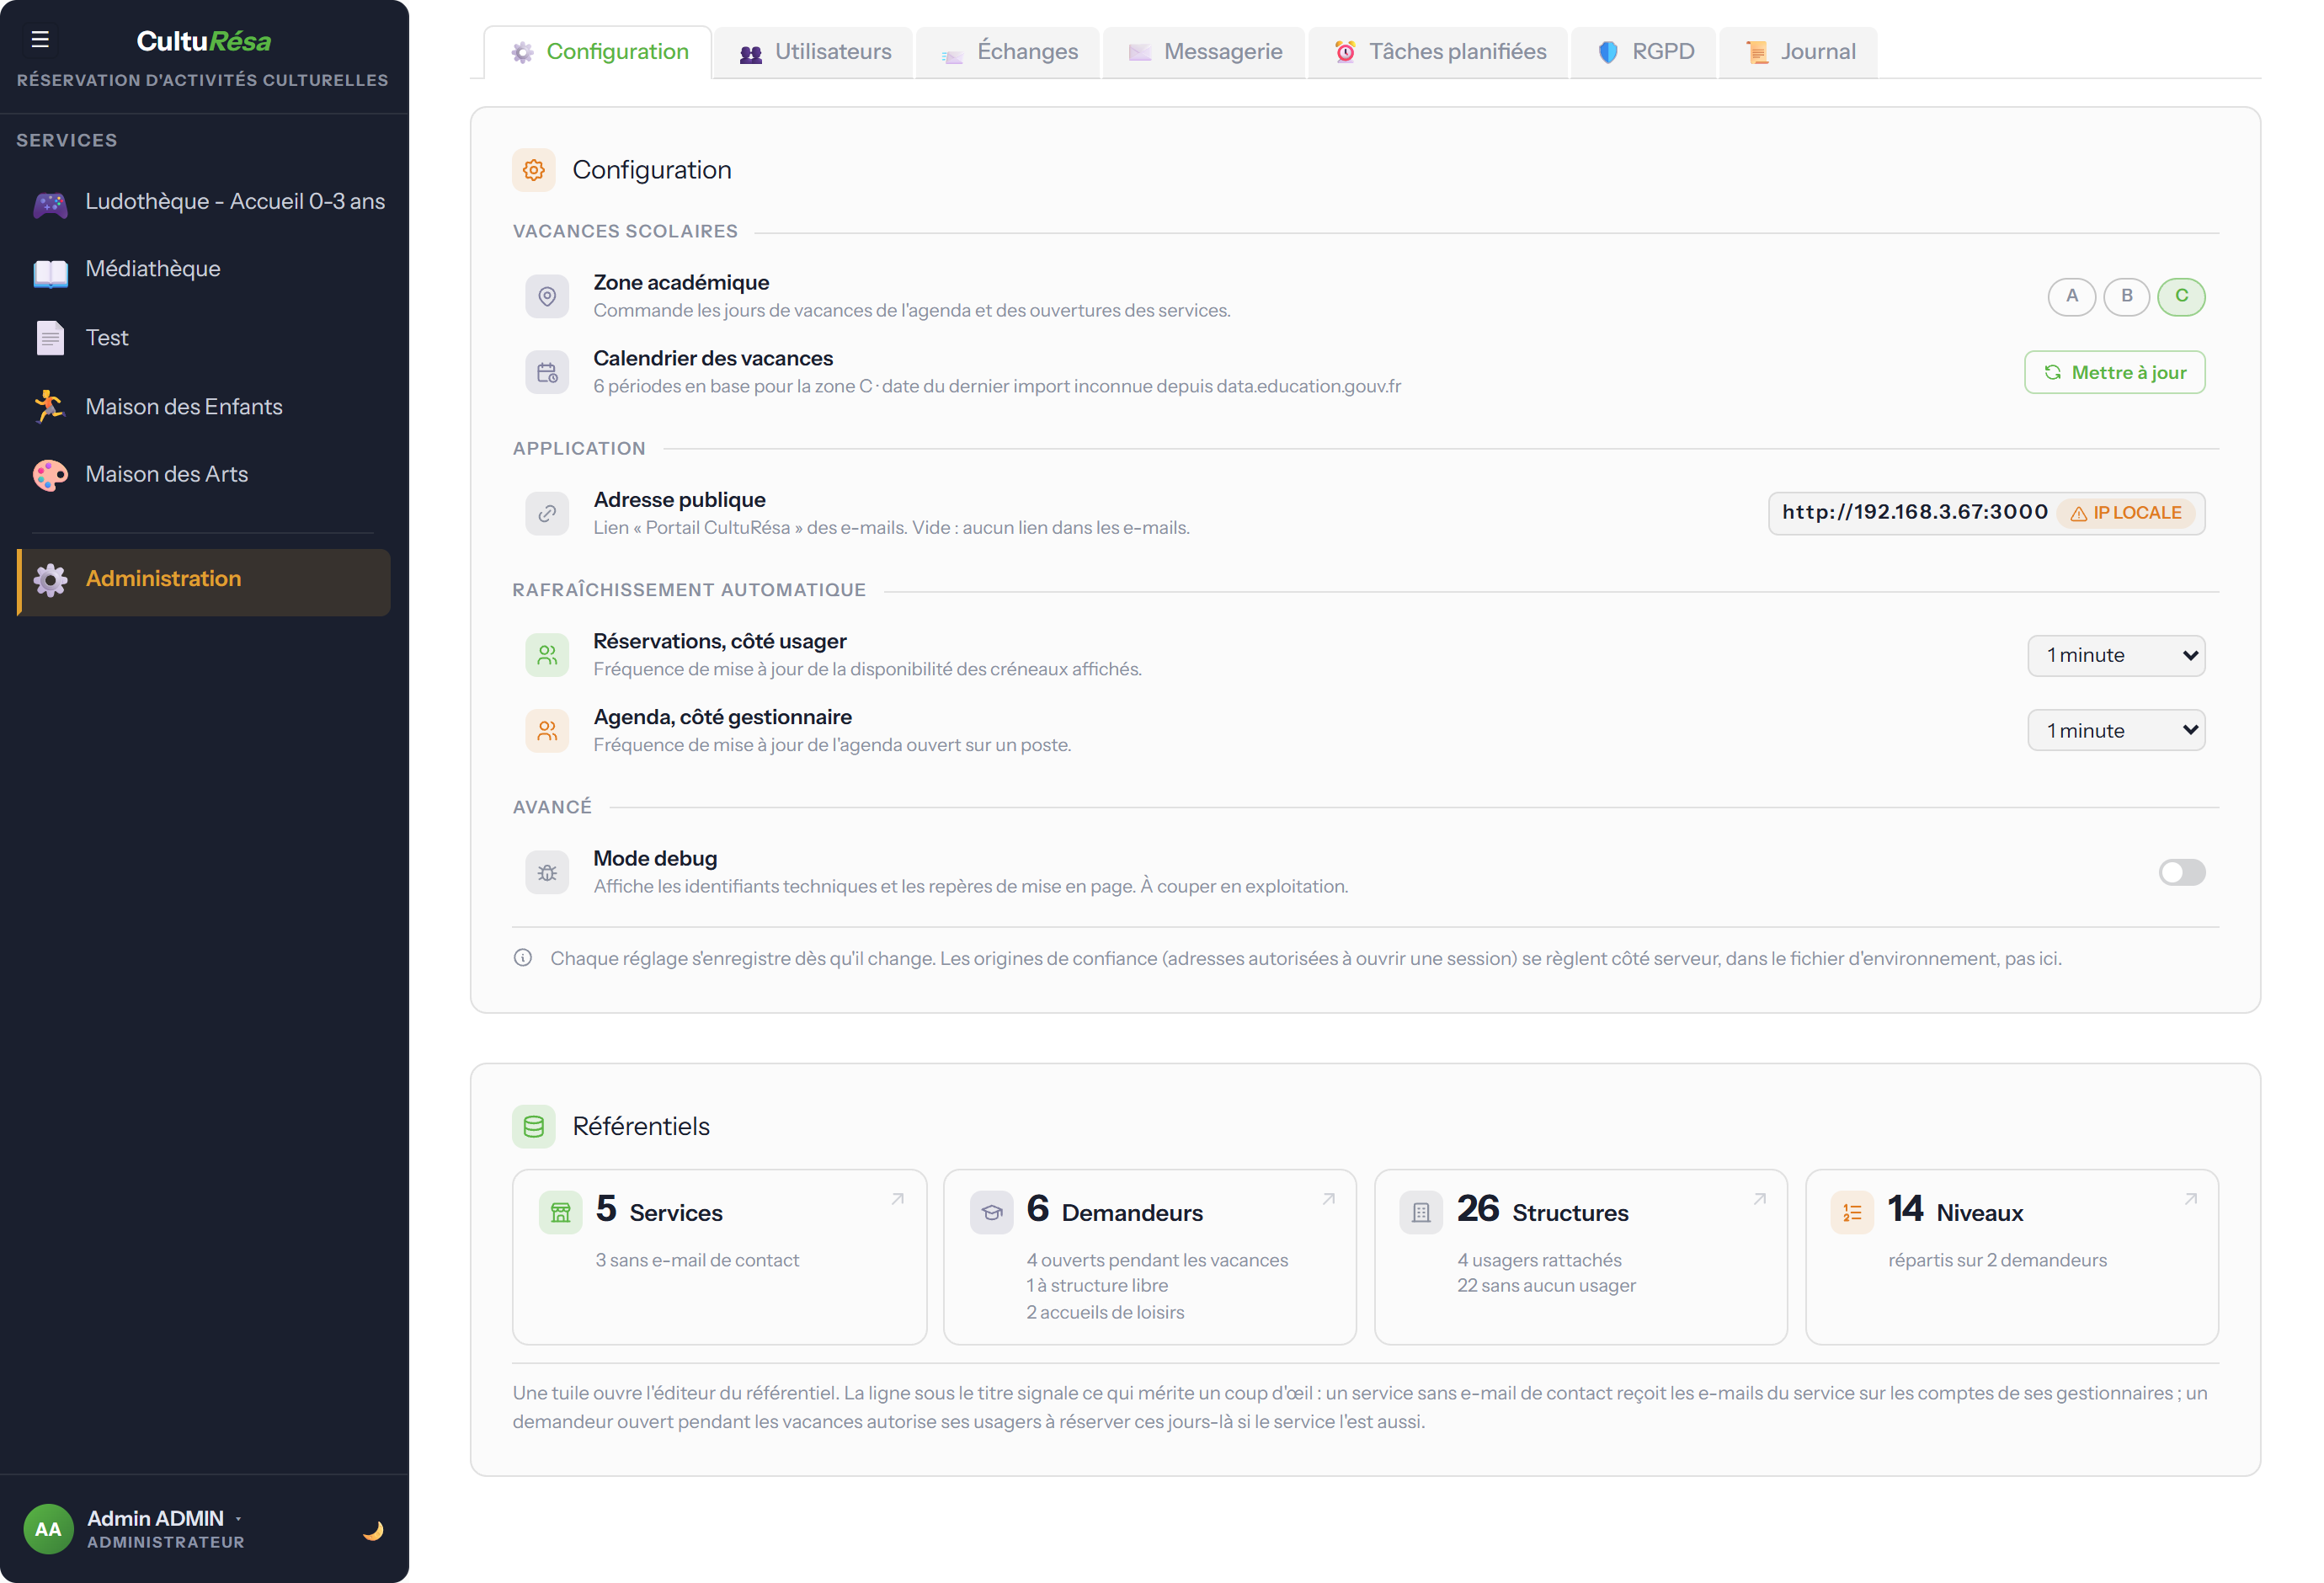 CultuRésa
RÉSERVATION D'ACTIVITÉS CULTURELLES
SERVICES
Ludothèque - Accueil 0-3 ans
Médiathèque
Test
Maison des Enfants
Maison des Arts
Administration
AA
Admin ADMIN
ADMINISTRATEUR
Configuration
Utilisateurs
Échanges
Messagerie
Tâches planifiées
RGPD
Journal
Configuration
VACANCES SCOLAIRES
Zone académique
Commande les jours de vacances de l'agenda et des ouvertures des services.
A B C
Calendrier des vacances
6 périodes en base pour la zone C · date du dernier import inconnue depuis data.education.gouv.fr
Mettre à jour
APPLICATION
Adresse publique
Lien « Portail CultuRésa » des e-mails. Vide : aucun lien dans les e-mails.
http://192.168.3.67:3000 IP LOCALE
RAFRAÎCHISSEMENT AUTOMATIQUE
Réservations, côté usager
Fréquence de mise à jour de la disponibilité des créneaux affichés.
1 minute
Agenda, côté gestionnaire
Fréquence de mise à jour de l'agenda ouvert sur un poste.
1 minute
AVANCÉ
Mode debug
Affiche les identifiants techniques et les repères de mise en page. À couper en exploitation.
Chaque réglage s'enregistre dès qu'il change. Les origines de confiance (adresses autorisées à ouvrir une session) se règlent côté serveur, dans le fichier d'environnement, pas ici.
Référentiels
5 Services
3 sans e-mail de contact
6 Demandeurs
4 ouverts pendant les vacances
1 à structure libre
2 accueils de loisirs
26 Structures
4 usagers rattachés
22 sans aucun usager
14 Niveaux
répartis sur 2 demandeurs
Une tuile ouvre l'éditeur du référentiel. La ligne sous le titre signale ce qui mérite un coup d'œil : un service sans e-mail de contact reçoit les e-mails du service sur les comptes de ses gestionnaires ; un
demandeur ouvert pendant les vacances autorise ses usagers à réserver ces jours-là si le service l'est aussi.